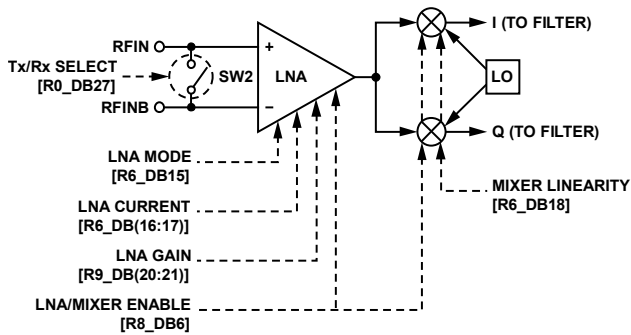 RFIN
Tx/Rx SELECT
[R0_DB27]
SW2
+
LNA
−
RFINB
I (TO FILTER)
LO
Q (TO FILTER)
LNA MODE
[R6_DB15]
MIXER LINEARITY
[R6_DB18]
LNA CURRENT
[R6_DB(16:17)]
LNA GAIN
[R9_DB(20:21)]
LNA/MIXER ENABLE
[R8_DB6]